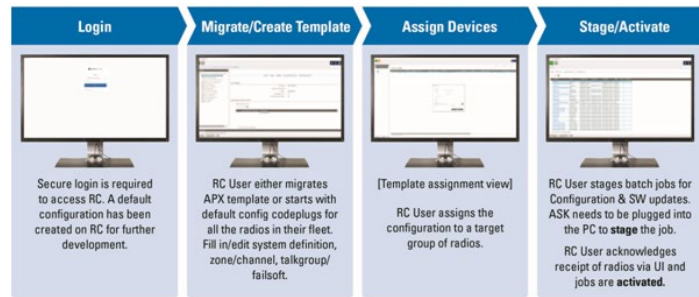 Login
Migrate/Create Template
Assign Devices
Stage/Activate
Secure login is required
to access RC. A default
configuration has been
created on RC for further
development.
RC User either migrates
APX template or starts with
default config codeplugs for
all the radios in their fleet.
Fill in/edit system definition,
zone/channel, talkgroup/
failsoft.
[Template assignment view]
RC User assigns the
configuration to a target
group of radios.
RC User stages batch jobs for
Configuration & SW updates.
ASK needs to be plugged into
the PC to stage the job.
RC User acknowledges
receipt of radios via UI and
jobs are activated.